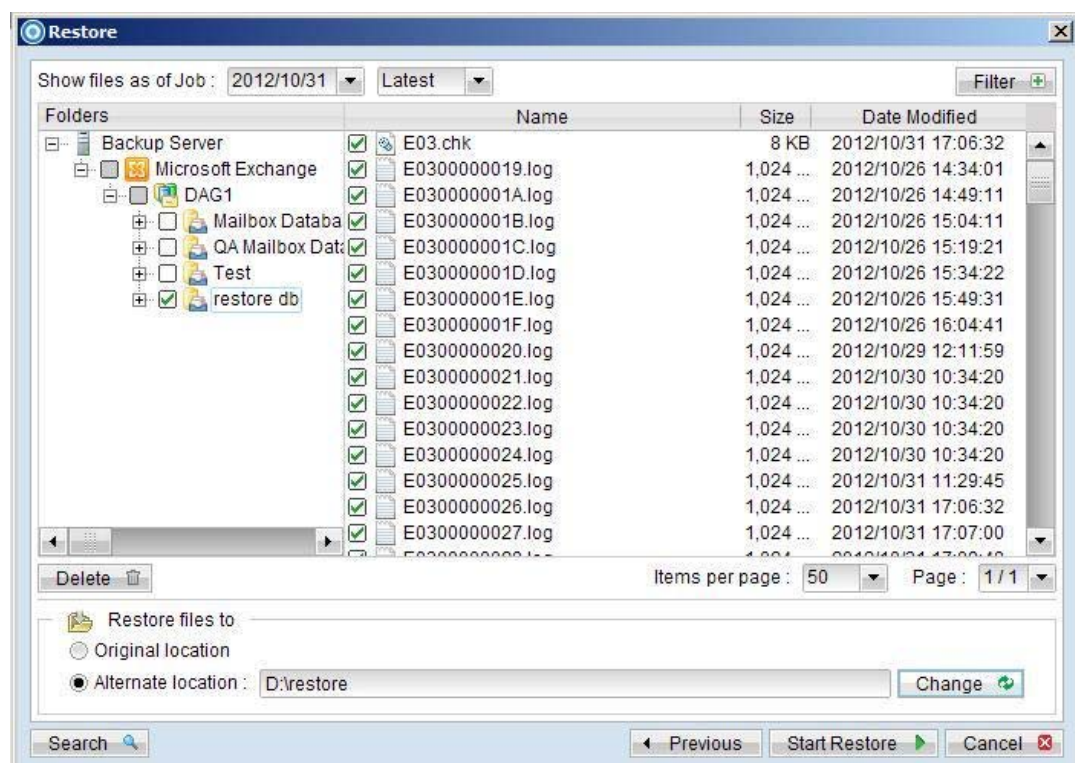 Restore
Show files as of Job : 2012/10/31 Latest Filter
Folders Name Size Date Modified
Backup Server E03.chk 8 KB 2012/10/31 17:06:32
Microsoft Exchange E0300000019.log 1,024 ... 2012/10/26 14:34:01
DAG1 E030000001A.log 1,024 ... 2012/10/26 14:49:11
Mailbox Databa E030000001B.log 1,024 ... 2012/10/26 15:04:11
QA Mailbox Data E030000001C.log 1,024 ... 2012/10/26 15:19:21
Test E030000001D.log 1,024 ... 2012/10/26 15:34:22
restore db E030000001E.log 1,024 ... 2012/10/26 15:49:31
E030000001F.log 1,024 ... 2012/10/26 16:04:41
E0300000020.log 1,024 ... 2012/10/29 12:11:59
E0300000021.log 1,024 ... 2012/10/30 10:34:20
E0300000022.log 1,024 ... 2012/10/30 10:34:20
E0300000023.log 1,024 ... 2012/10/30 10:34:20
E0300000024.log 1,024 ... 2012/10/30 10:34:20
E0300000025.log 1,024 ... 2012/10/31 11:29:45
E0300000026.log 1,024 ... 2012/10/31 17:06:32
E0300000027.log 1,024 ... 2012/10/31 17:07:00
Delete Items per page : 50 Page : 1 / 1
Restore files to
Original location
Alternate location : D:\restore Change
Search Previous Start Restore Cancel